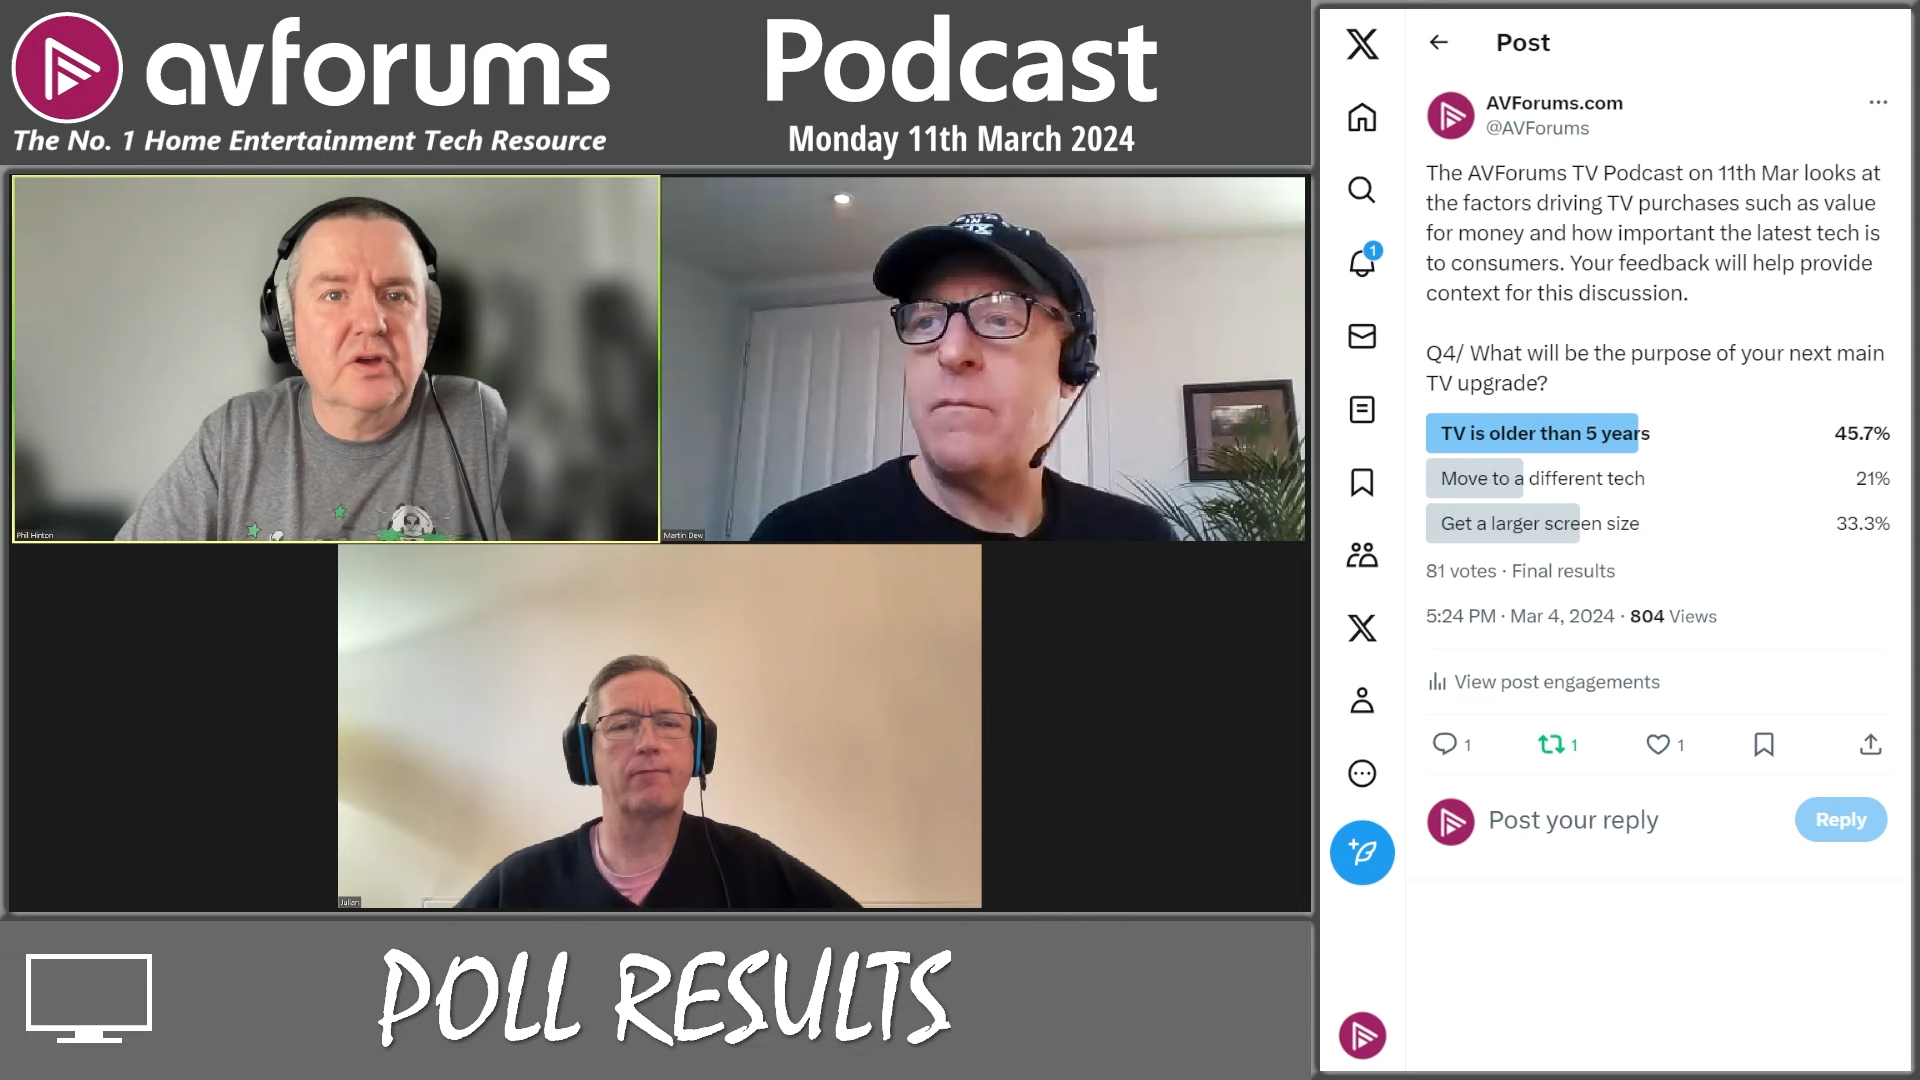 avforums
The No. 1 Home Entertainment Tech Resource
Podcast
Monday 11th March 2024
Phil Hinton
Martin Dew
Julian
POLL RESULTS
Post
AVForums.com
@AVForums
The AVForums TV Podcast on 11th Mar looks at
the factors driving TV purchases such as value
for money and how important the latest tech is
to consumers. Your feedback will help provide
context for this discussion.
Q4/ What will be the purpose of your next main
TV upgrade?
TV is older than 5 years 45.7%
Move to a different tech 21%
Get a larger screen size 33.3%
81 votes · Final results
5:24 PM · Mar 4, 2024 · 804 Views
View post engagements
1 1 1
Post your reply
Reply
1